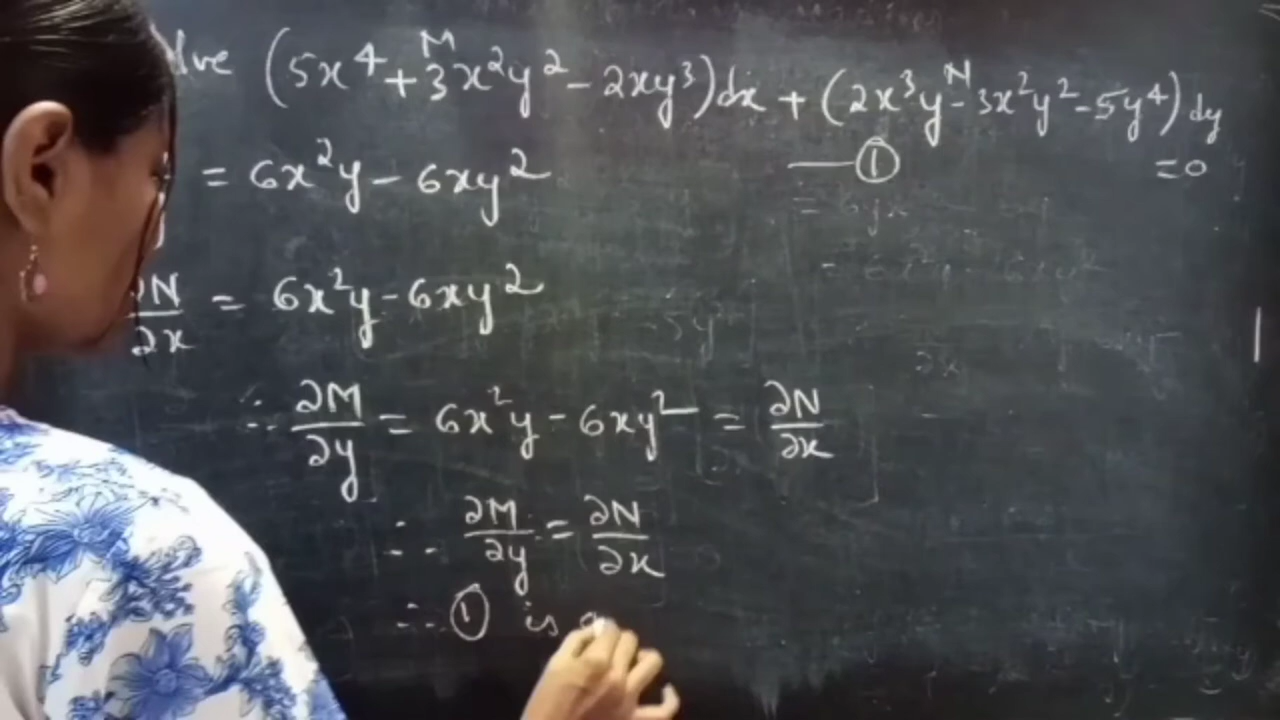 lve (5x⁴ + 3x²y² - 2xy³)dx + (2x³y - 3x²y² - 5y⁴) dy
M N
—— ① = 0
= 6x²y - 6xy²
∂N/∂x = 6x²y - 6xy²
∴ ∂M/∂y = 6x²y - 6xy² = ∂N/∂x
∴ ∂M/∂y = ∂N/∂x
∴ ① is